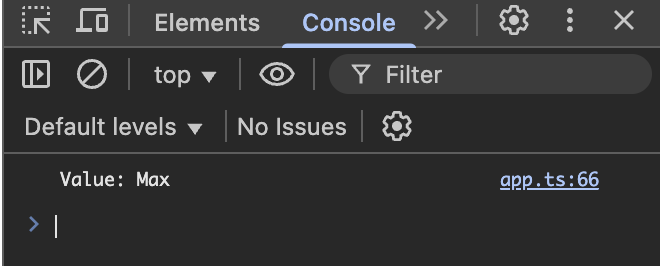 Elements Console
top Filter
Default levels No Issues
Value: Max app.ts:66